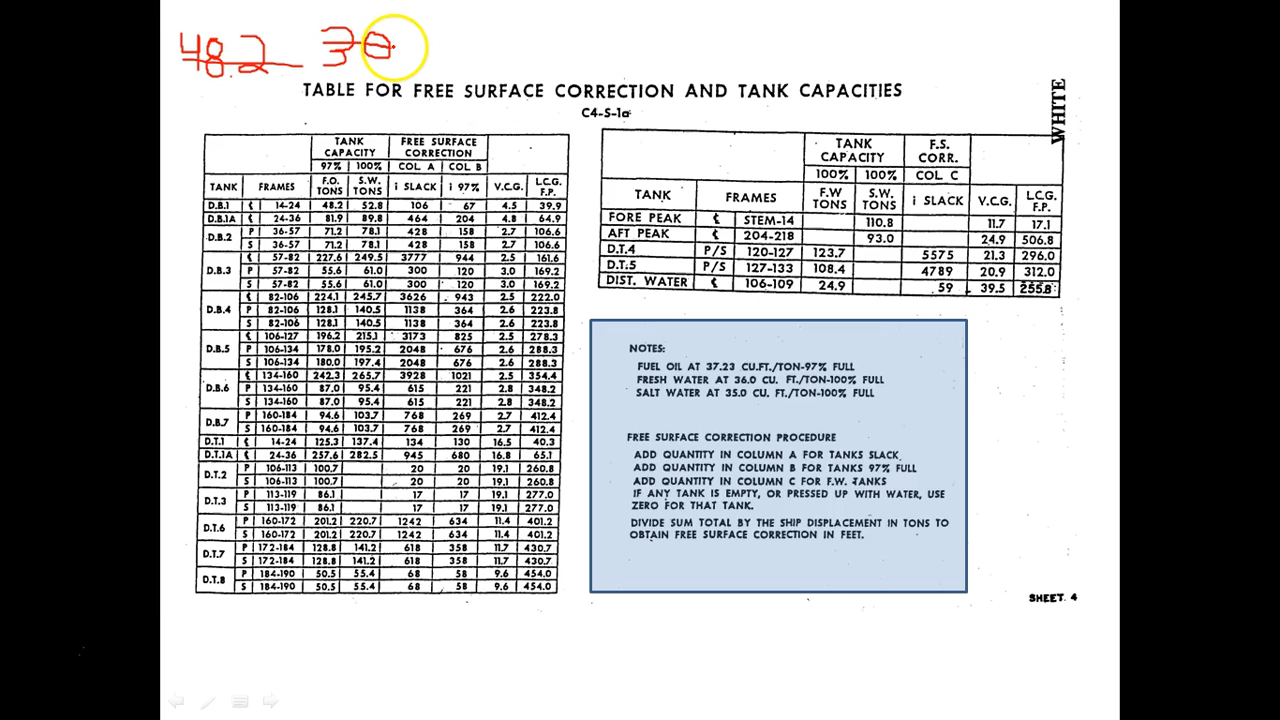 48.2 30
TABLE FOR FREE SURFACE CORRECTION AND TANK CAPACITIES
C4-S-1a
WHITE
TANK CAPACITY FREE SURFACE CORRECTION
97% 100% COL A COL B
TANK FRAMES F.O. TONS S.W. TONS i SLACK i 97% V.C.G. L.C.G. F.P.
D.B.1 ₵ 14-24 48.2 52.8 106 67 4.5 39.9
D.B.1A ₵ 24-36 81.9 89.8 464 204 4.8 64.9
D.B.2 P 36-57 71.2 78.1 428 158 2.7 106.6
S 36-57 71.2 78.1 428 158 2.7 106.6
D.B.3 ₵ 57-82 227.6 249.5 3777 944 2.5 161.6
P 57-82 55.6 61.0 300 120 3.0 169.2
S 57-82 55.6 61.0 300 120 3.0 169.2
D.B.4 ₵ 82-106 224.1 245.7 3626 943 2.5 222.0
P 82-106 128.1 140.5 1138 364 2.6 223.8
S 82-106 128.1 140.5 1138 364 2.6 223.8
D.B.5 ₵ 106-127 196.2 215.1 3173 825 2.5 278.3
P 106-134 178.0 195.2 2048 676 2.6 288.3
S 106-134 180.0 197.4 2048 676 2.6 288.3
D.B.6 ₵ 134-160 242.3 265.7 3928 1021 2.5 354.4
P 134-160 87.0 95.4 615 221 2.8 348.2
S 134-160 87.0 95.4 615 221 2.8 348.2
D.B.7 P 160-184 94.6 103.7 768 269 2.7 412.4
S 160-184 94.6 103.7 768 269 2.7 412.4
D.T.1 ₵ 14-24 125.3 137.4 134 130 16.5 40.3
D.T.1A ₵ 24-36 257.6 282.5 945 680 16.8 65.1
D.T.2 P 106-113 100.7 20 20 19.1 260.8
S 106-113 100.7 20 20 19.1 260.8
D.T.3 P 113-119 86.1 17 17 19.1 277.0
S 113-119 86.1 17 17 19.1 277.0
D.T.6 P 160-172 201.2 220.7 1242 634 11.4 401.2
S 160-172 201.2 220.7 1242 634 11.4 401.2
D.T.7 P 172-184 128.8 141.2 618 358 11.7 430.7
S 172-184 128.8 141.2 618 358 11.7 430.7
D.T.8 P 184-190 50.5 55.4 68 58 9.6 454.0
S 184-190 50.5 55.4 68 58 9.6 454.0
TANK CAPACITY F.S. CORR.
100% 100% COL C
TANK FRAMES F.W TONS S.W. TONS i SLACK V.C.G. L.C.G. F.P.
FORE PEAK ₵ STEM-14 110.8 11.7 17.1
AFT PEAK ₵ 204-218 93.0 24.9 506.8
D.T.4 P/S 120-127 123.7 5575 21.3 296.0
D.T.5 P/S 127-133 108.4 4789 20.9 312.0
DIST. WATER ₵ 106-109 24.9 59 39.5 255.8
NOTES:
FUEL OIL AT 37.23 CU.FT./TON-97% FULL
FRESH WATER AT 36.0 CU. FT./TON-100% FULL
SALT WATER AT 35.0 CU. FT./TON-100% FULL
FREE SURFACE CORRECTION PROCEDURE
ADD QUANTITY IN COLUMN A FOR TANKS SLACK.
ADD QUANTITY IN COLUMN B FOR TANKS 97% FULL
ADD QUANTITY IN COLUMN C FOR F.W. TANKS
IF ANY TANK IS EMPTY, OR PRESSED UP WITH WATER, USE
ZERO FOR THAT TANK.
DIVIDE SUM TOTAL BY THE SHIP DISPLACEMENT IN TONS TO
OBTAIN FREE SURFACE CORRECTION IN FEET.
SHEET. 4